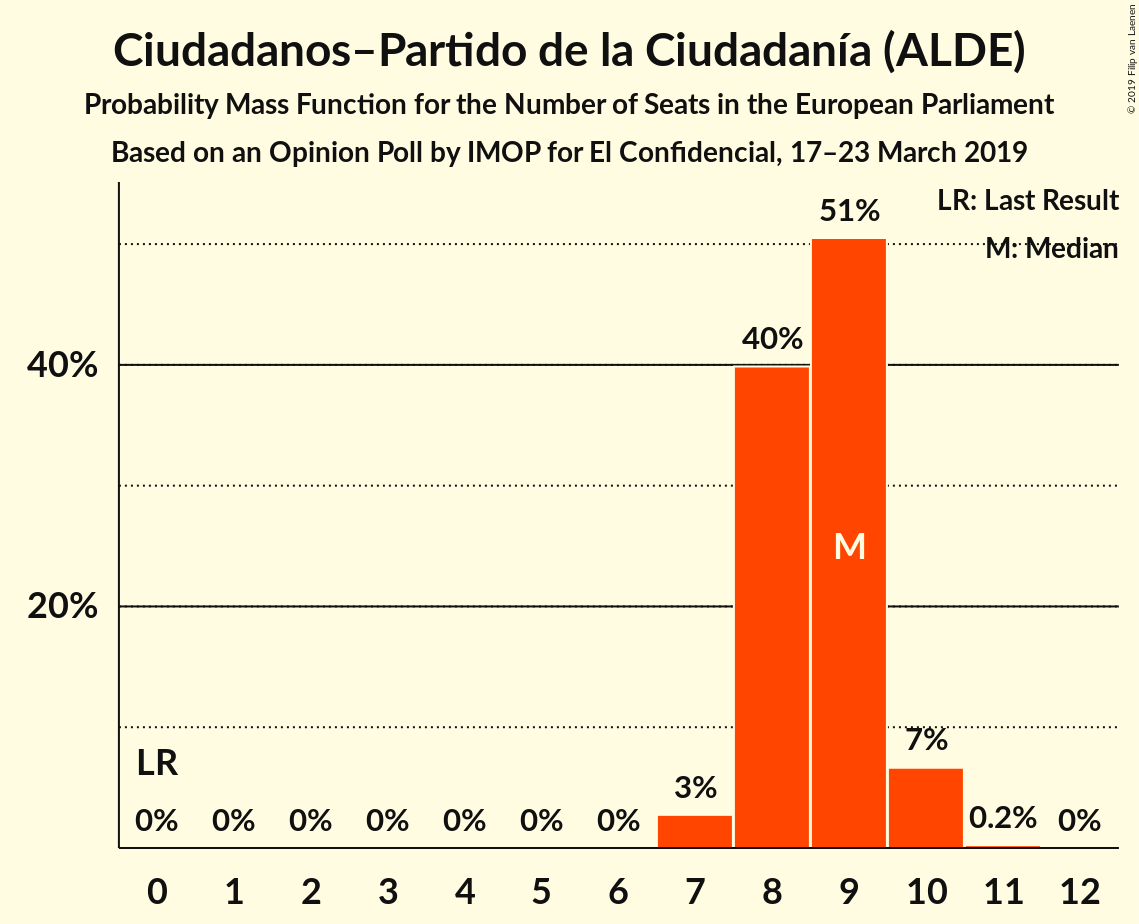 Ciudadanos–Partido de la Ciudadanía (ALDE)
Probability Mass Function for the Number of Seats in the European Parliament
Based on an Opinion Poll by IMOP for El Confidencial, 17–23 March 2019
© 2019 Filip van Laenen
LR: Last Result
M: Median
51%
40%
40%
M
20%
LR
7%
3%
0% 0% 0% 0% 0% 0% 0% 0.2% 0%
0 1 2 3 4 5 6 7 8 9 10 11 12